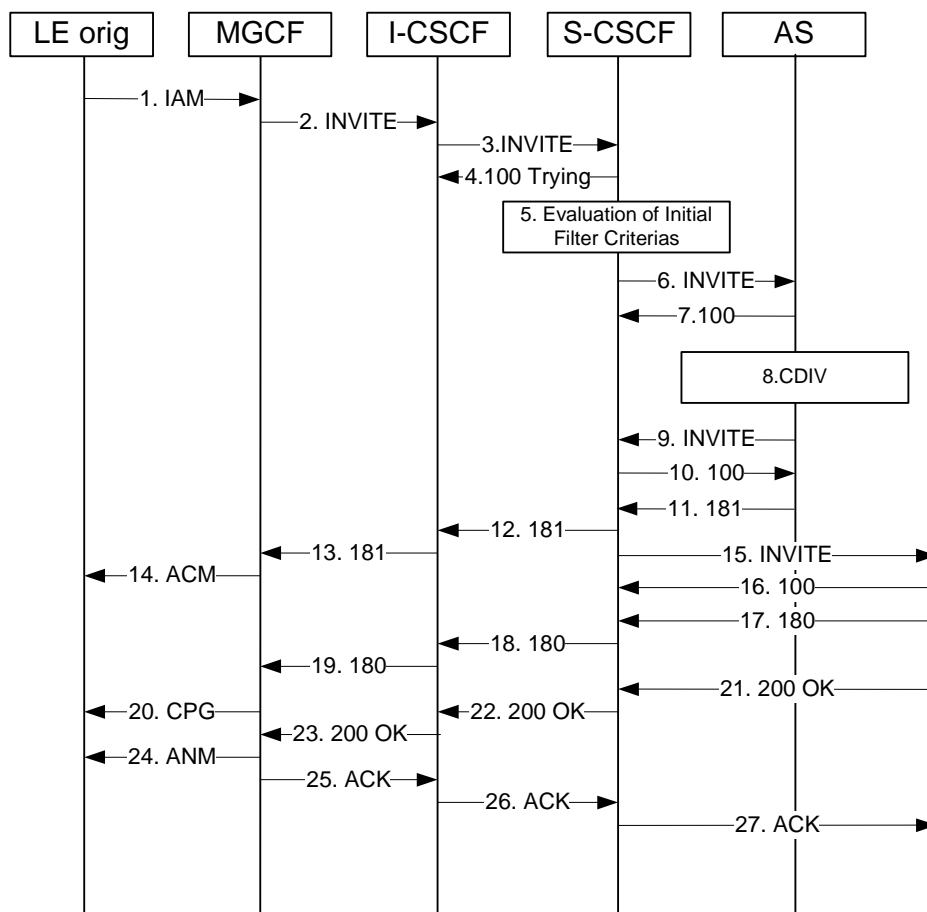 LE orig
MGCF
I-CSCF
S-CSCF
AS
1. IAM
2. INVITE
3.INVITE
4.100 Trying
5. Evaluation of Initial
Filter Criterias
6. INVITE
7.100
8.CDIV
9. INVITE
10. 100
11. 181
12. 181
13. 181
14. ACM
15. INVITE
16. 100
17. 180
18. 180
19. 180
20. CPG
21. 200 OK
22. 200 OK
23. 200 OK
24. ANM
25. ACK
26. ACK
27. ACK